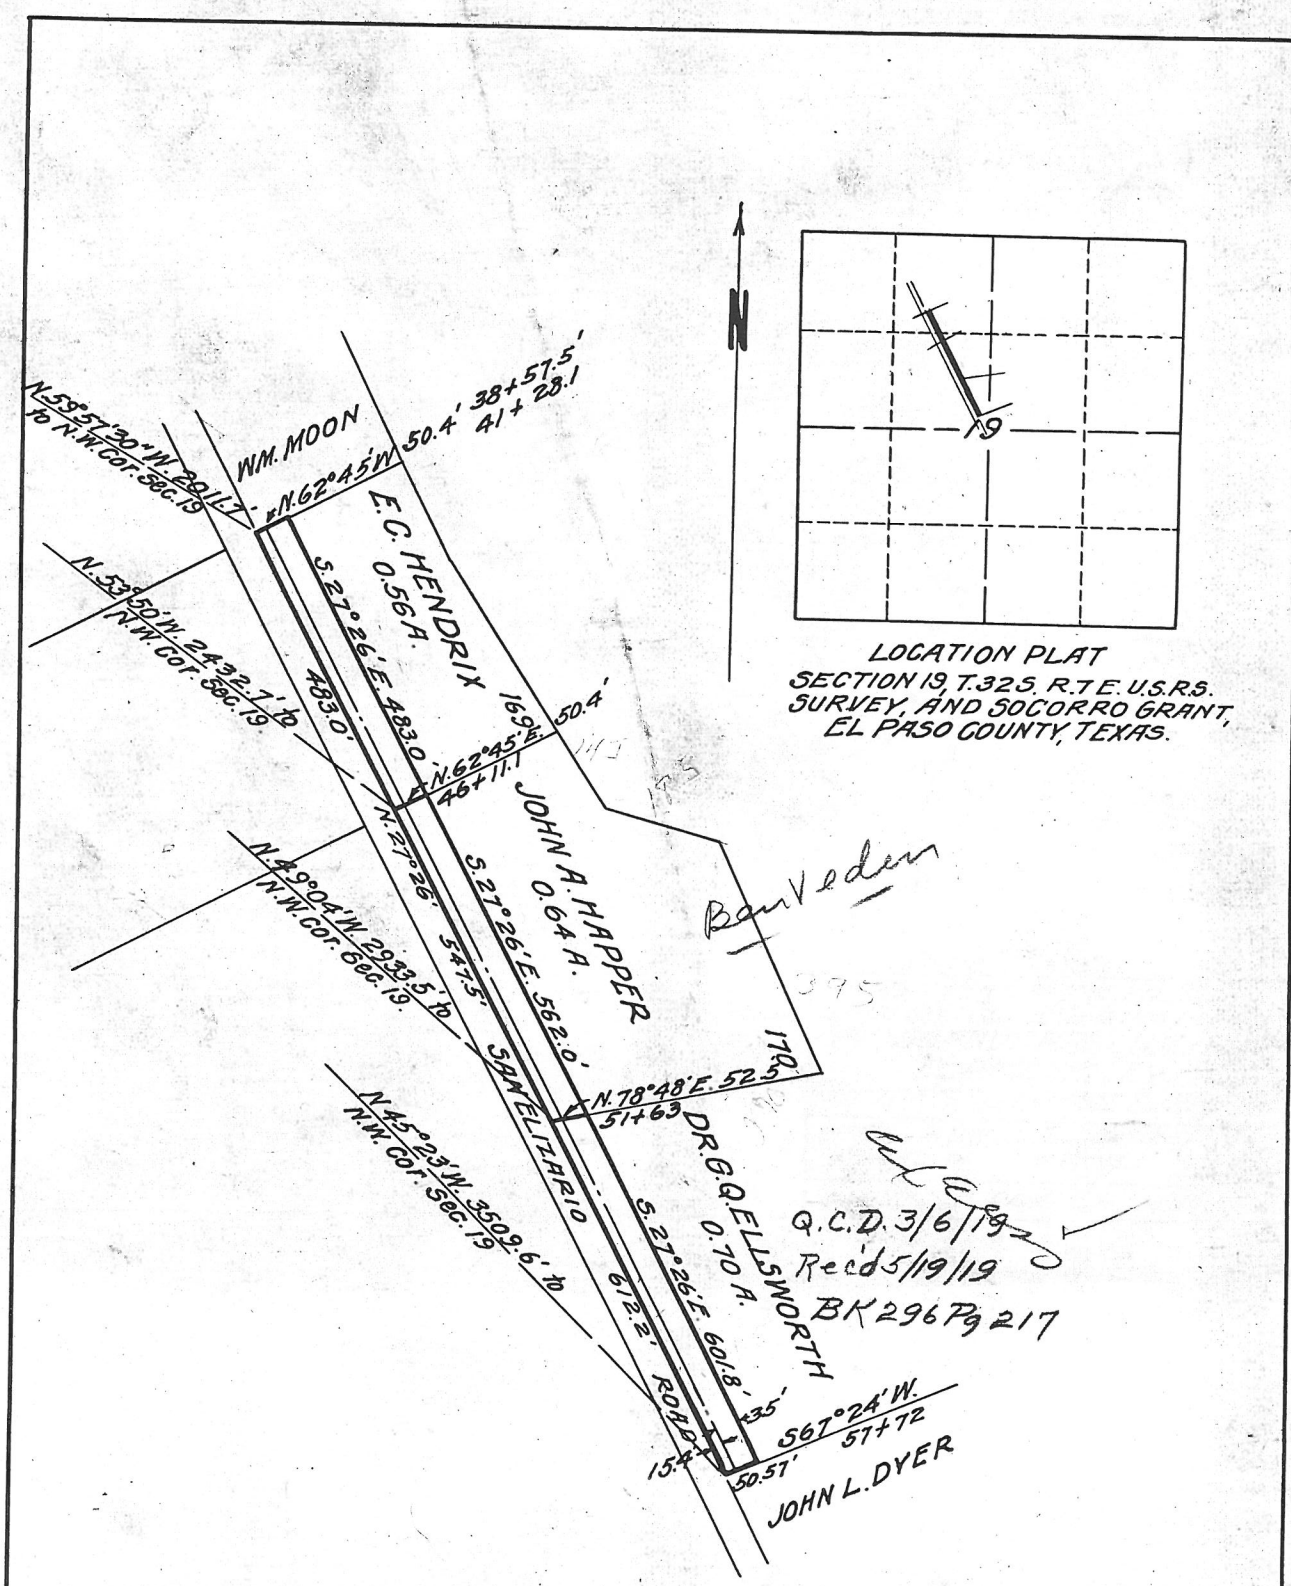 N
19
LOCATION PLAT
SECTION 19, T.32S. R.7E. U.S.R.S.
SURVEY, AND SOCORRO GRANT,
EL PASO COUNTY, TEXAS.
N.59°57'30"W. 2011.7'
to N.W. Cor. Sec. 19
WM. MOON
N.62°45'W
50.4'
38+57.5'
41+28.1
E.C. HENDRIX
0.56 A.
S.27°26'E. 483.0'
483.0'
N.53°50'W. 2432.7' to
N.W. Cor. Sec. 19.
169
N.62°45'E.
50.4'
46+11.1
143
195
JOHN A. HAPPER
0.64 A.
S.27°26'E. 562.0'
N.27°26'
547.5'
N.49°04'W. 2933.5' to
N.W. Cor. Sec. 19.
395
170
N.78°48'E. 52.5'
51+63
SAN ELIZARIO
ROAD
N45°23'W. 3509.6' to
N.W. Cor. Sec. 19
DR. G.Q. ELLSWORTH
0.70 A.
S.27°26'E. 601.8'
612.2'
Q.C.D. 3/6/19
Rec'd 5/19/19
BK 296 Pg 217
35'
15.4
S67°24'W.
57+72
50.57'
JOHN L. DYER